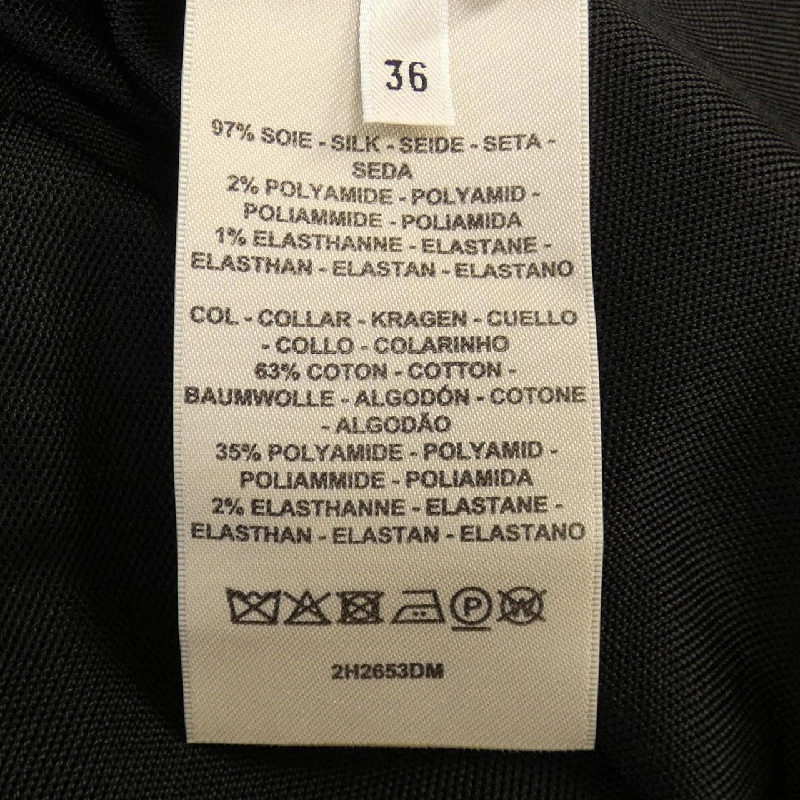 36
97% SOIE - SILK - SEIDE - SETA -
SEDA
2% POLYAMIDE - POLYAMID -
POLIAMMIDE - POLIAMIDA
1% ELASTHANNE - ELASTANE -
ELASTHAN - ELASTAN - ELASTANO
COL - COLLAR - KRAGEN - CUELLO
- COLLO - COLARINHO
63% COTON - COTTON -
BAUMWOLLE - ALGODÓN - COTONE
- ALGODÃO
35% POLYAMIDE - POLYAMID -
POLIAMMIDE - POLIAMIDA
2% ELASTHANNE - ELASTANE -
ELASTHAN - ELASTAN - ELASTANO
P W
2H2653DM